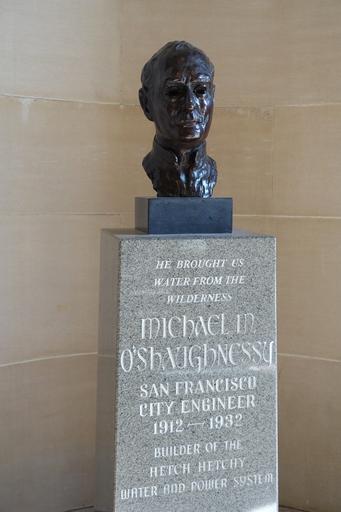 HE BROUGHT US
WATER FROM THE
WILDERNESS
MICHAEL M
O'SHAUGHNESSY
SAN FRANCISCO
CITY ENGINEER
1912—1932
BUILDER OF THE
HETCH HETCHY
WATER AND POWER SYSTEM